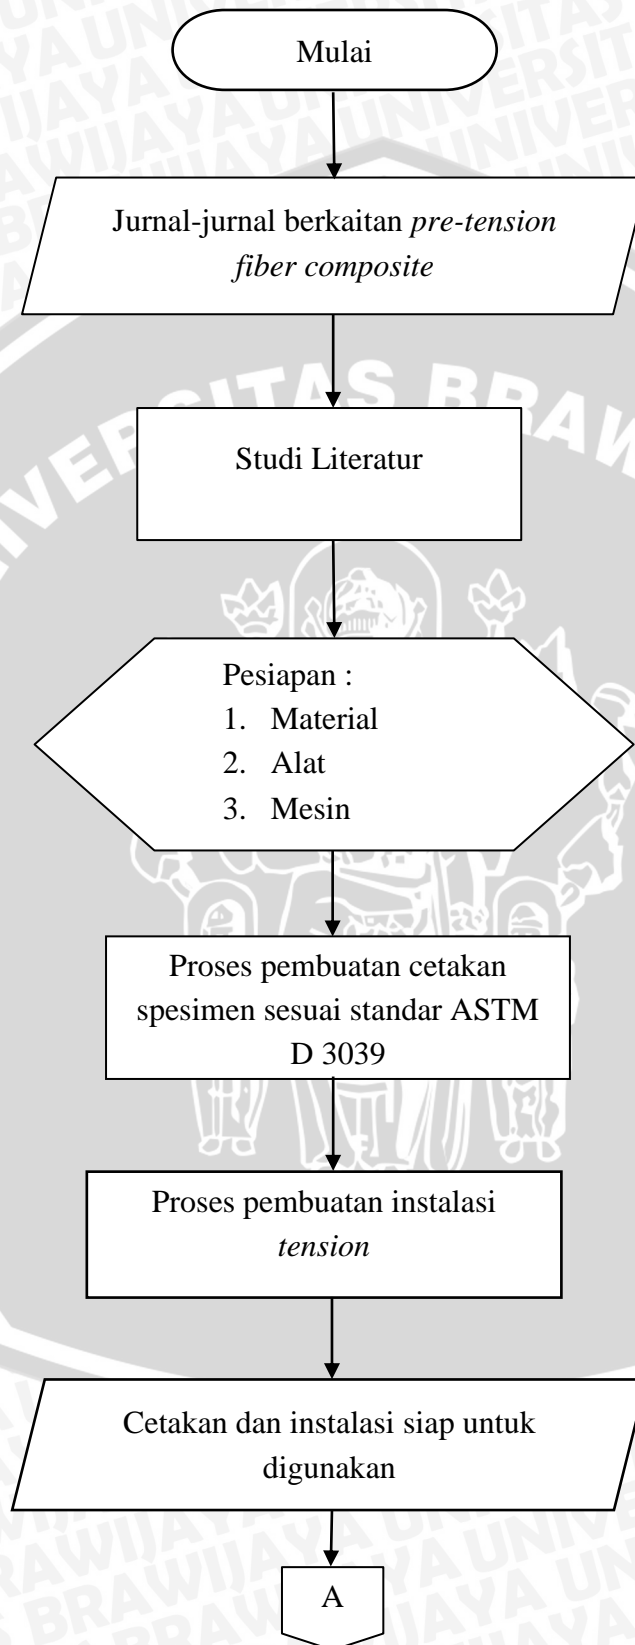 Mulai
Jurnal-jurnal berkaitan pre-tension
fiber composite
Studi Literatur
Pesiapan :
1. Material
2. Alat
3. Mesin
Proses pembuatan cetakan
spesimen sesuai standar ASTM
D 3039
Proses pembuatan instalasi
tension
Cetakan dan instalasi siap untuk
digunakan
A